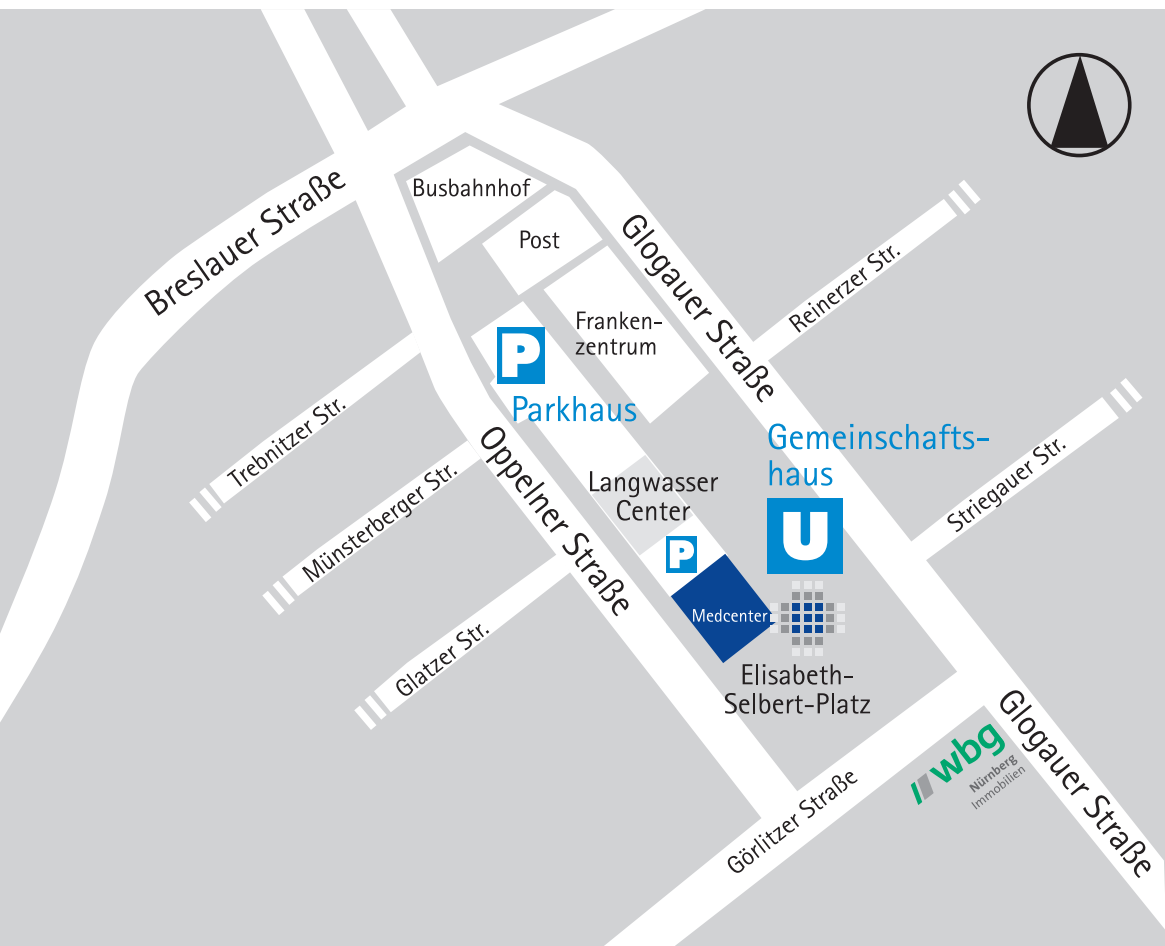 Busbahnhof
Breslauer Straße
Post
Glogauer Straße
Reinerzer Str.
Franken-
zentrum
P
Parkhaus
Trebnitzer Str.
Oppelner Straße
Gemeinschafts-
haus
Münsterberger Str.
Langwasser
Center
Striegauer Str.
U
P
Medcenter
Glatzer Str.
Elisabeth-
Selbert-Platz
Glogauer Straße
wbg
Nürnberg
Immobilien
Görlitzer Straße